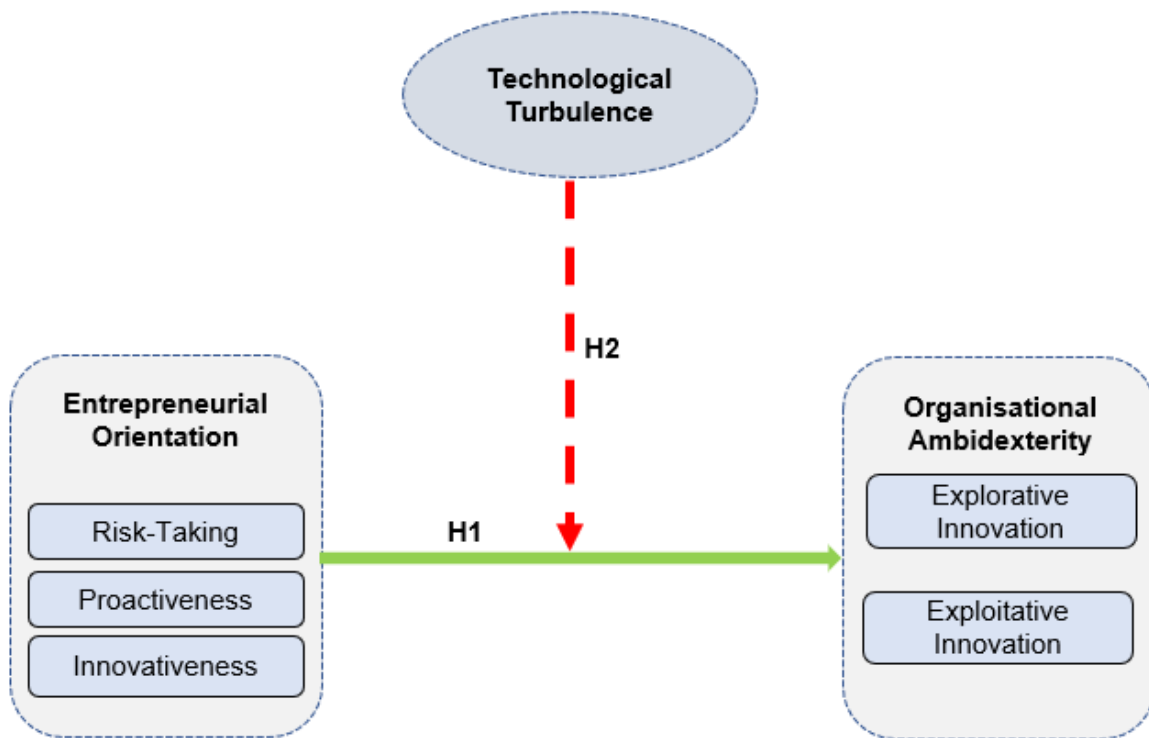 Technological
Turbulence
H2
Entrepreneurial
Orientation
Risk-Taking
Proactiveness
Innovativeness
H1
Organisational
Ambidexterity
Explorative
Innovation
Exploitative
Innovation